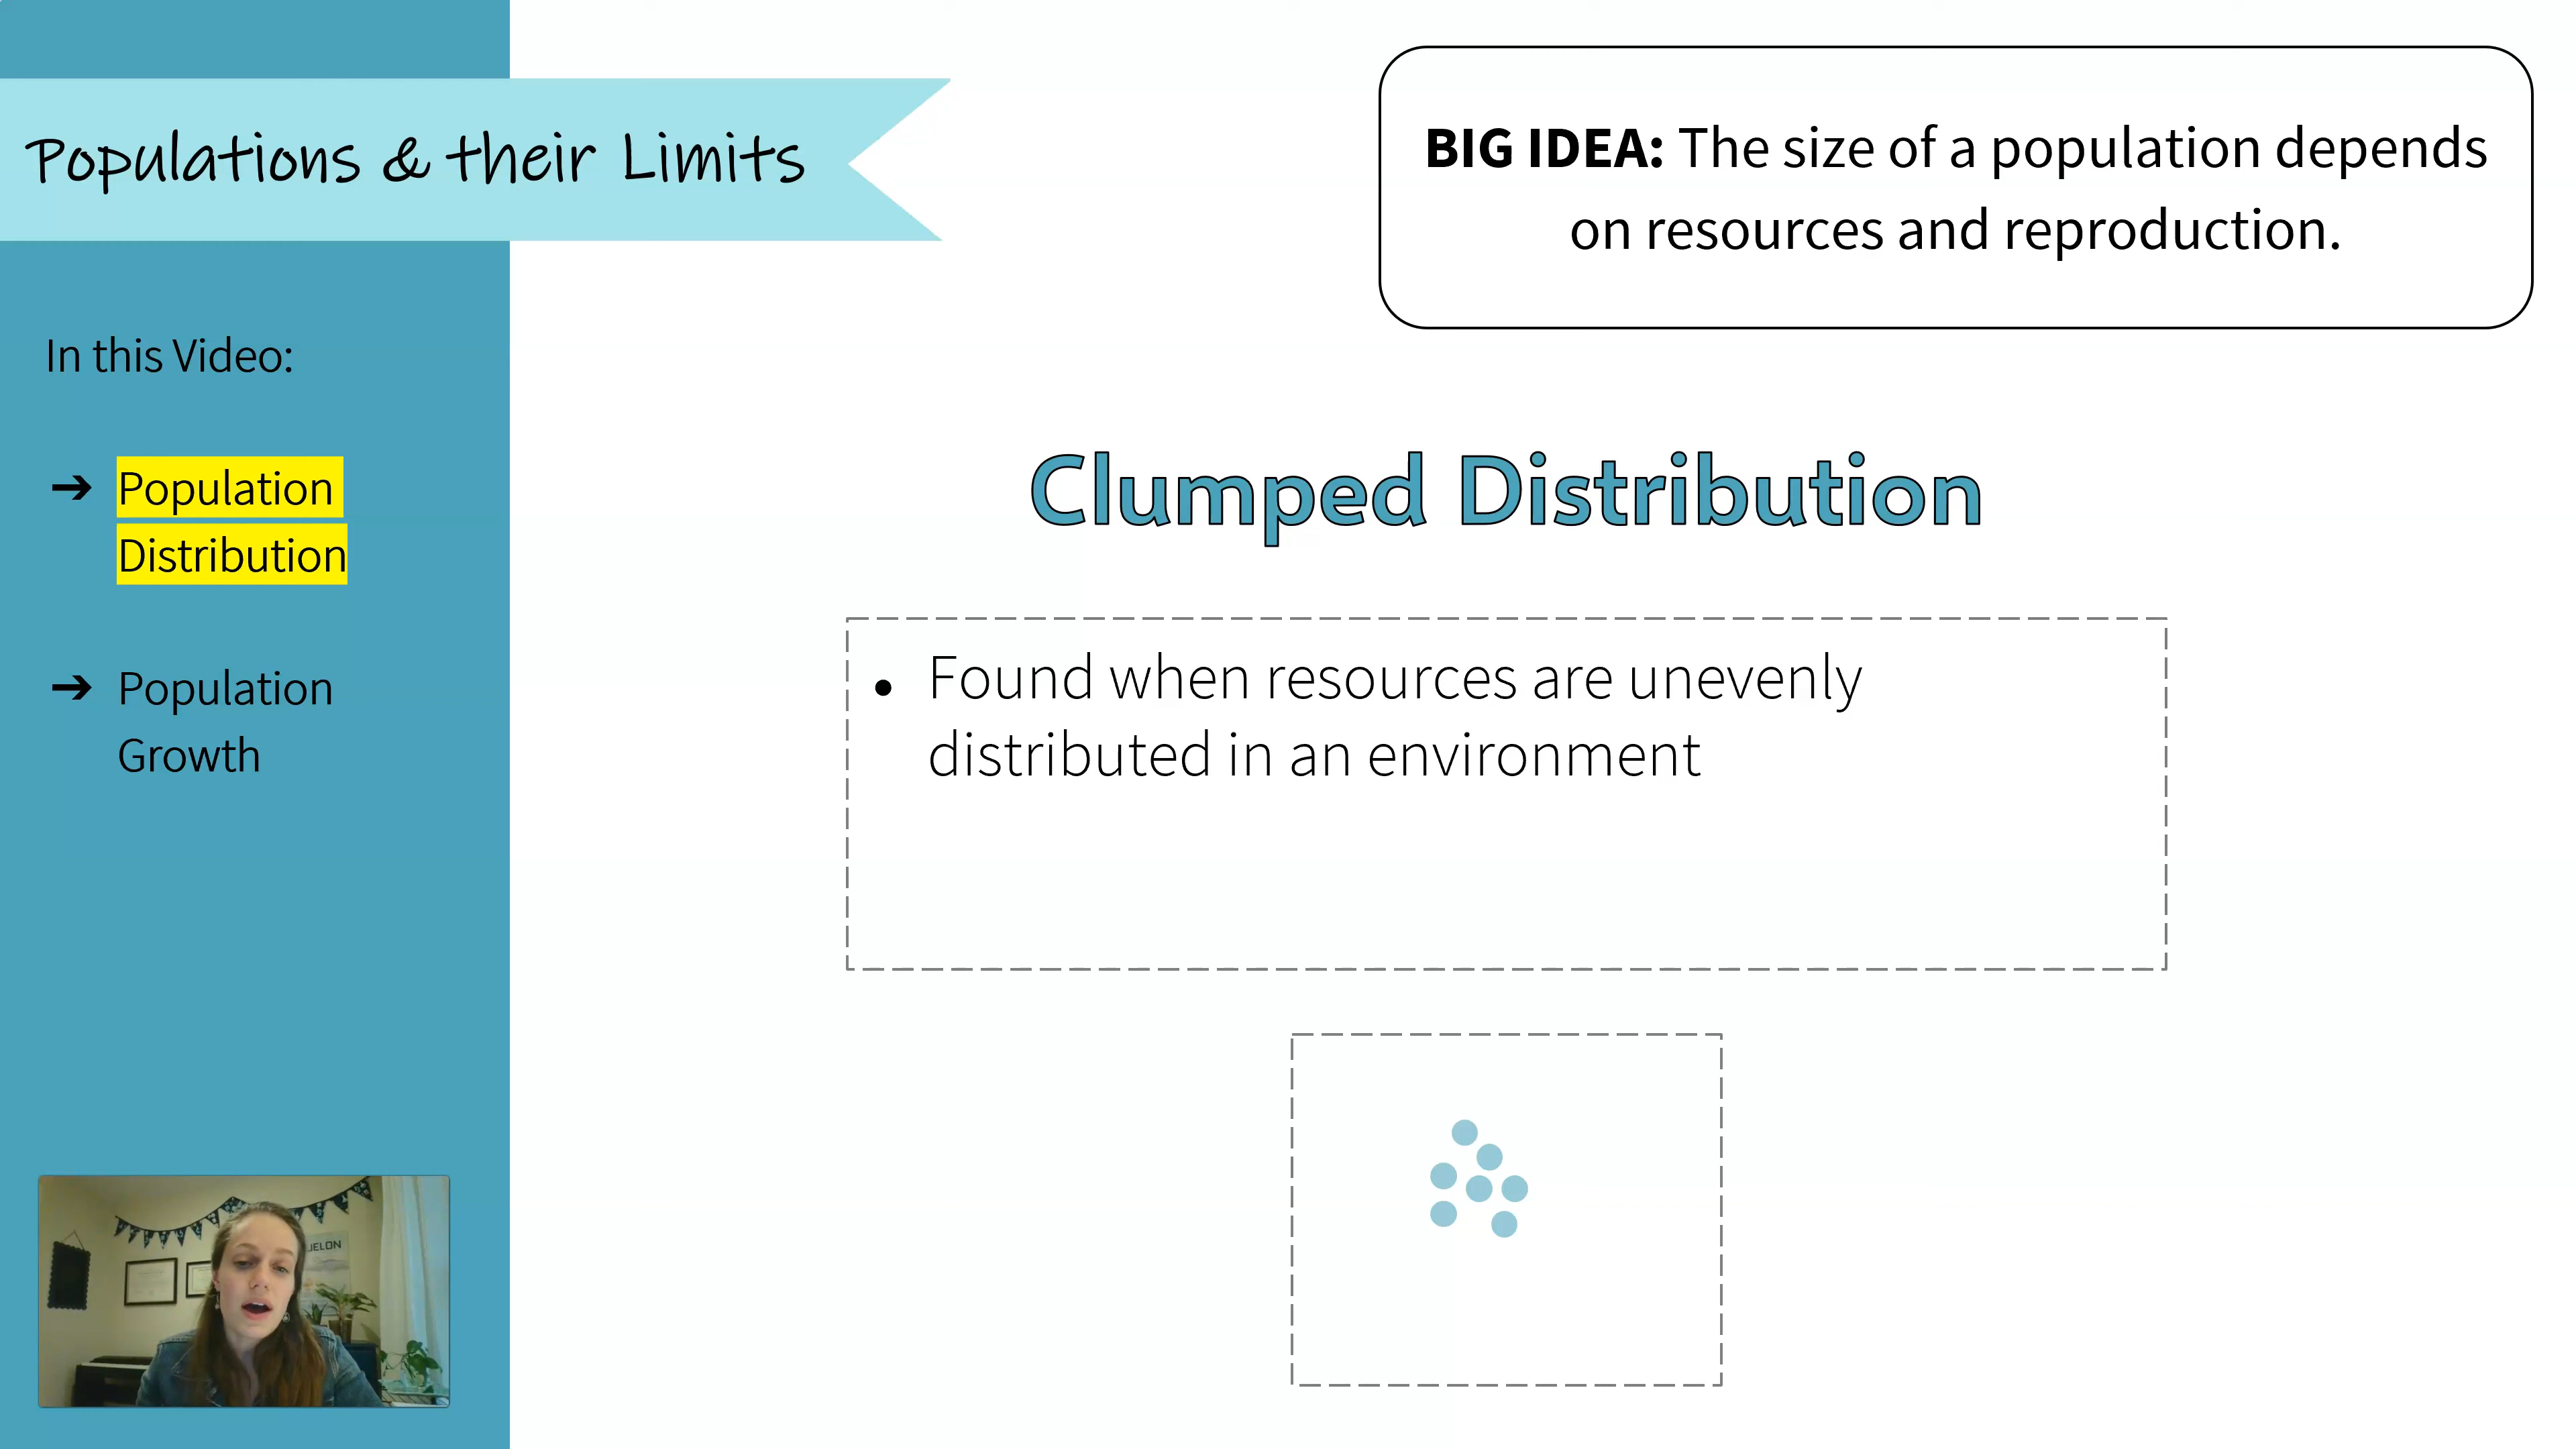 Populations & their Limits
BIG IDEA: The size of a population depends
on resources and reproduction.
In this Video:
➔ Population
Distribution
➔ Population
Growth
Clumped Distribution
● Found when resources are unevenly
distributed in an environment
JELON